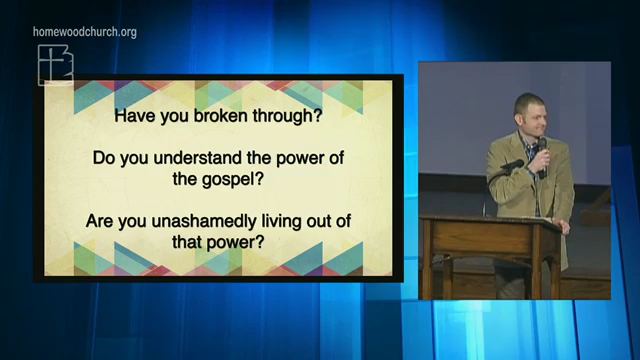 homewoodchurch.org
Have you broken through?
Do you understand the power of
the gospel?
Are you unashamedly living out of
that power?